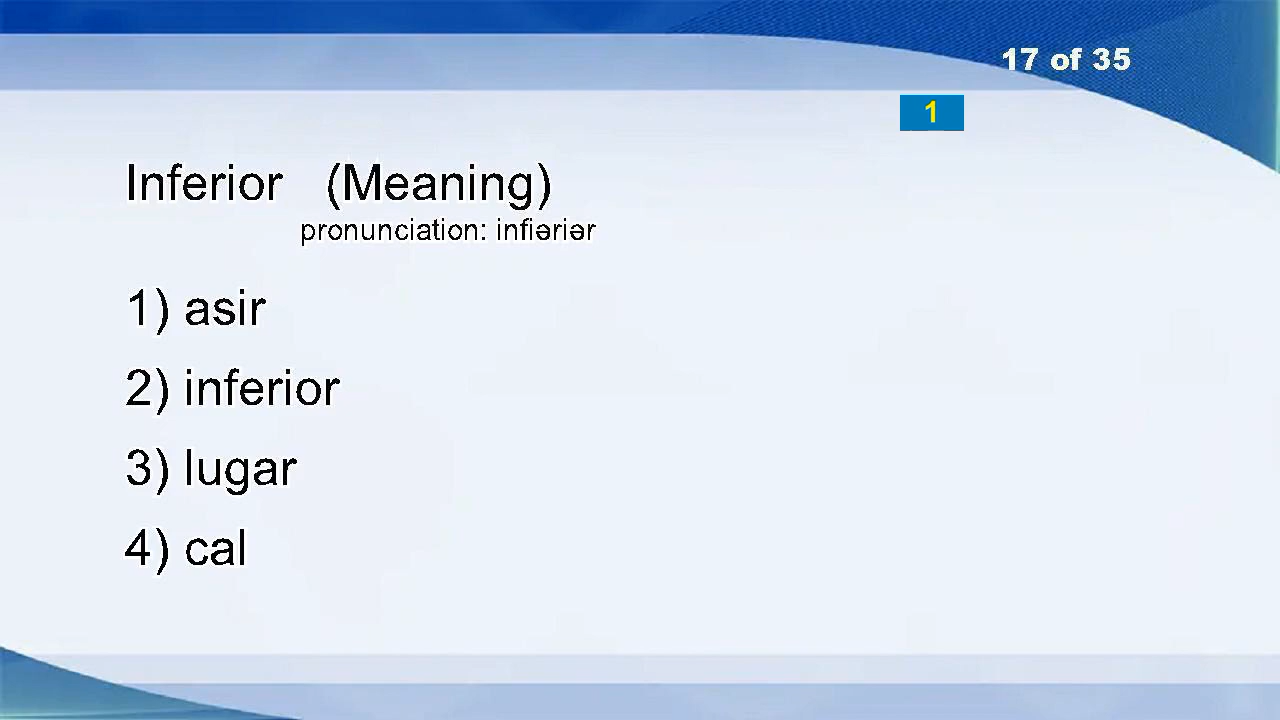 17 of 35
1
Inferior (Meaning)
pronunciation: infiəriər
1) asir
2) inferior
3) lugar
4) cal